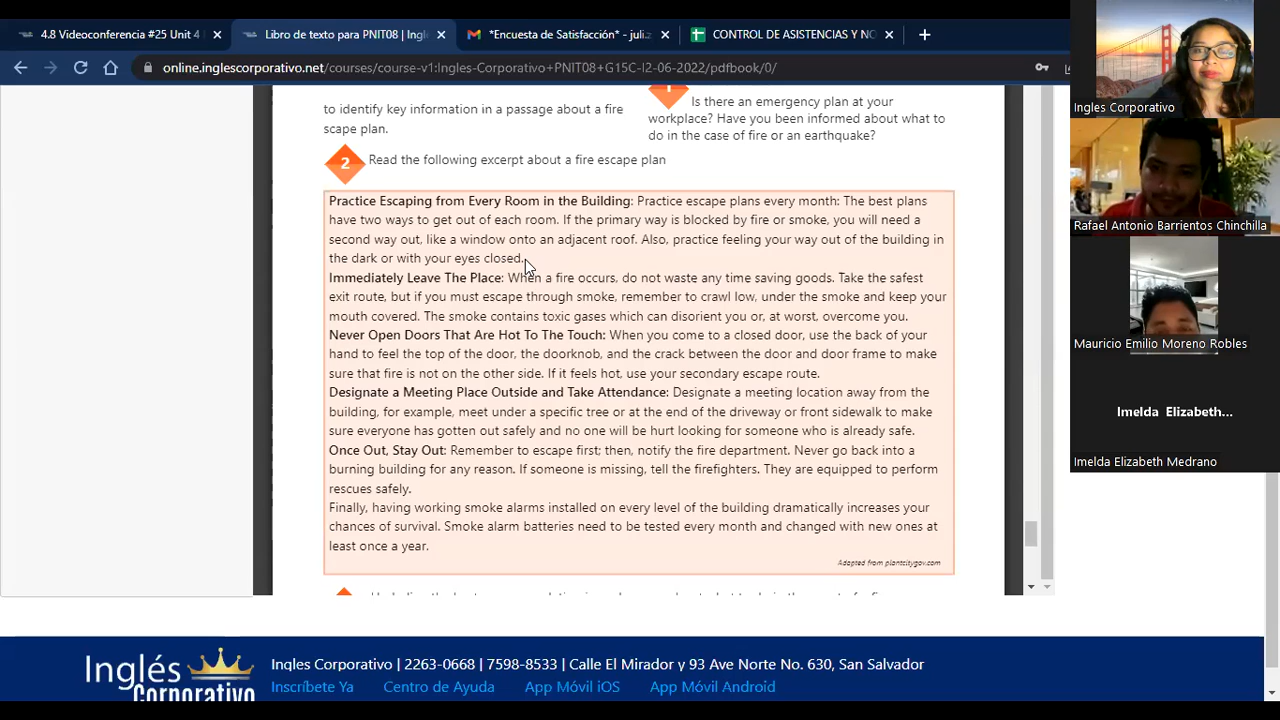 4.8 Videoconferencia #25 Unit 4
Libro de texto para PNIT08 | Ingl
*Encuesta de Satisfacción* - juli.z
CONTROL DE ASISTENCIAS Y NO
online.inglescorporativo.net/courses/course-v1:Ingles-Corporativo+PNIT08+G15C-I2-06-2022/pdfbook/0/
to identify key information in a passage about a fire
scape plan.
1
Is there an emergency plan at your
workplace? Have you been informed about what to
do in the case of fire or an earthquake?
2
Read the following excerpt about a fire escape plan
Practice Escaping from Every Room in the Building: Practice escape plans every month: The best plans
have two ways to get out of each room. If the primary way is blocked by fire or smoke, you will need a
second way out, like a window onto an adjacent roof. Also, practice feeling your way out of the building in
the dark or with your eyes closed.
Immediately Leave The Place: When a fire occurs, do not waste any time saving goods. Take the safest
exit route, but if you must escape through smoke, remember to crawl low, under the smoke and keep your
mouth covered. The smoke contains toxic gases which can disorient you or, at worst, overcome you.
Never Open Doors That Are Hot To The Touch: When you come to a closed door, use the back of your
hand to feel the top of the door, the doorknob, and the crack between the door and door frame to make
sure that fire is not on the other side. If it feels hot, use your secondary escape route.
Designate a Meeting Place Outside and Take Attendance: Designate a meeting location away from the
building, for example, meet under a specific tree or at the end of the driveway or front sidewalk to make
sure everyone has gotten out safely and no one will be hurt looking for someone who is already safe.
Once Out, Stay Out: Remember to escape first; then, notify the fire department. Never go back into a
burning building for any reason. If someone is missing, tell the firefighters. They are equipped to perform
rescues safely.
Finally, having working smoke alarms installed on every level of the building dramatically increases your
chances of survival. Smoke alarm batteries need to be tested every month and changed with new ones at
least once a year.
Adapted from plantcitygov.com
Ingles Corporativo
Rafael Antonio Barrientos Chinchilla
Mauricio Emilio Moreno Robles
Imelda Elizabeth...
Imelda Elizabeth Medrano
Inglés
Corporativo
Ingles Corporativo | 2263-0668 | 7598-8533 | Calle El Mirador y 93 Ave Norte No. 630, San Salvador
Inscríbete Ya
Centro de Ayuda
App Móvil iOS
App Móvil Android